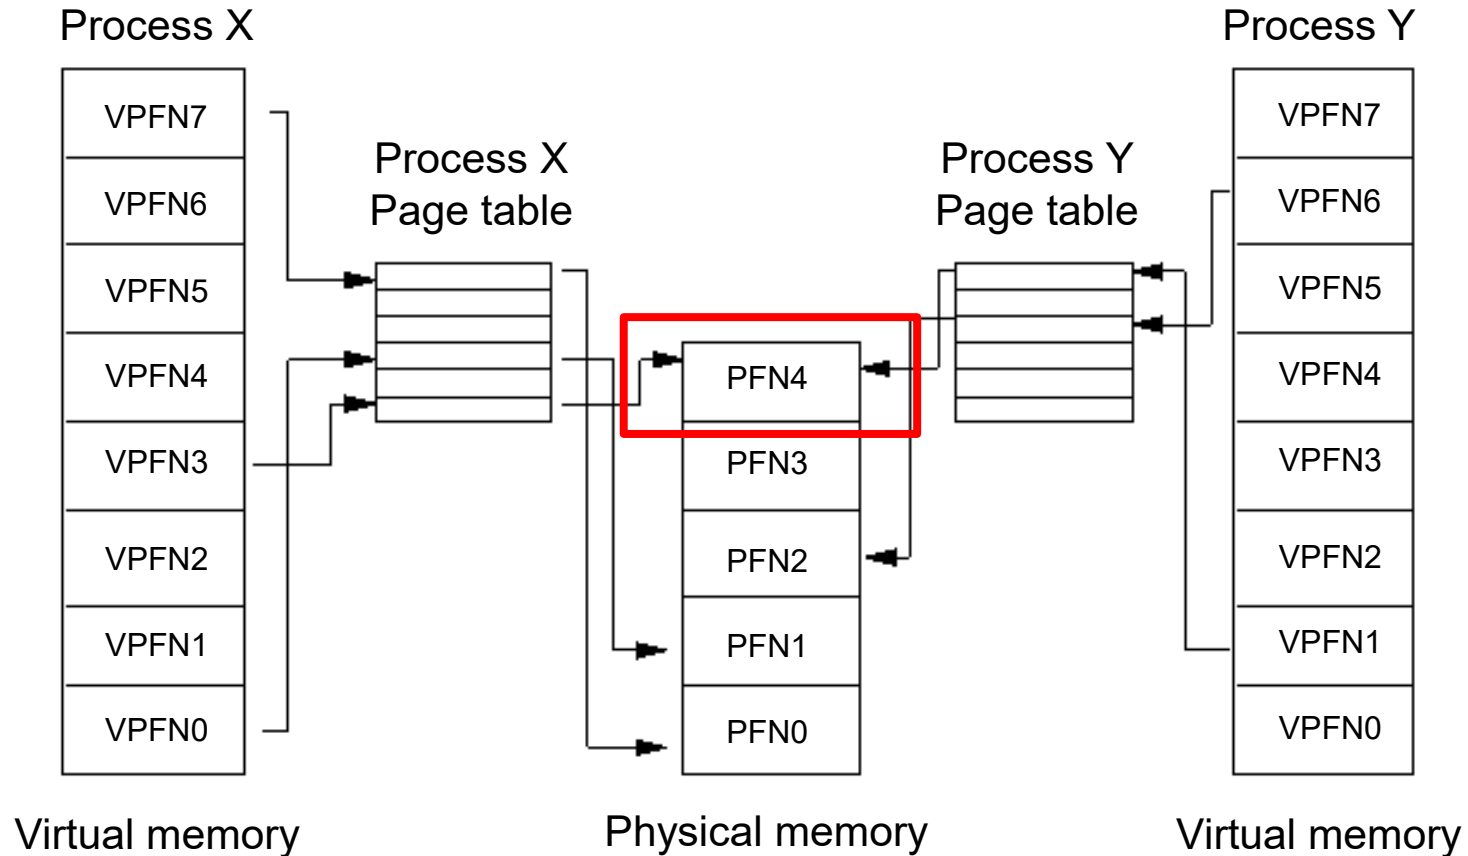 Process X
Process Y
VPFN7
VPFN6
VPFN5
VPFN4
VPFN3
VPFN2
VPFN1
VPFN0
Process X
Page table
PFN4
PFN3
PFN2
PFN1
PFN0
Process Y
Page table
VPFN7
VPFN6
VPFN5
VPFN4
VPFN3
VPFN2
VPFN1
VPFN0
Virtual memory
Physical memory
Virtual memory